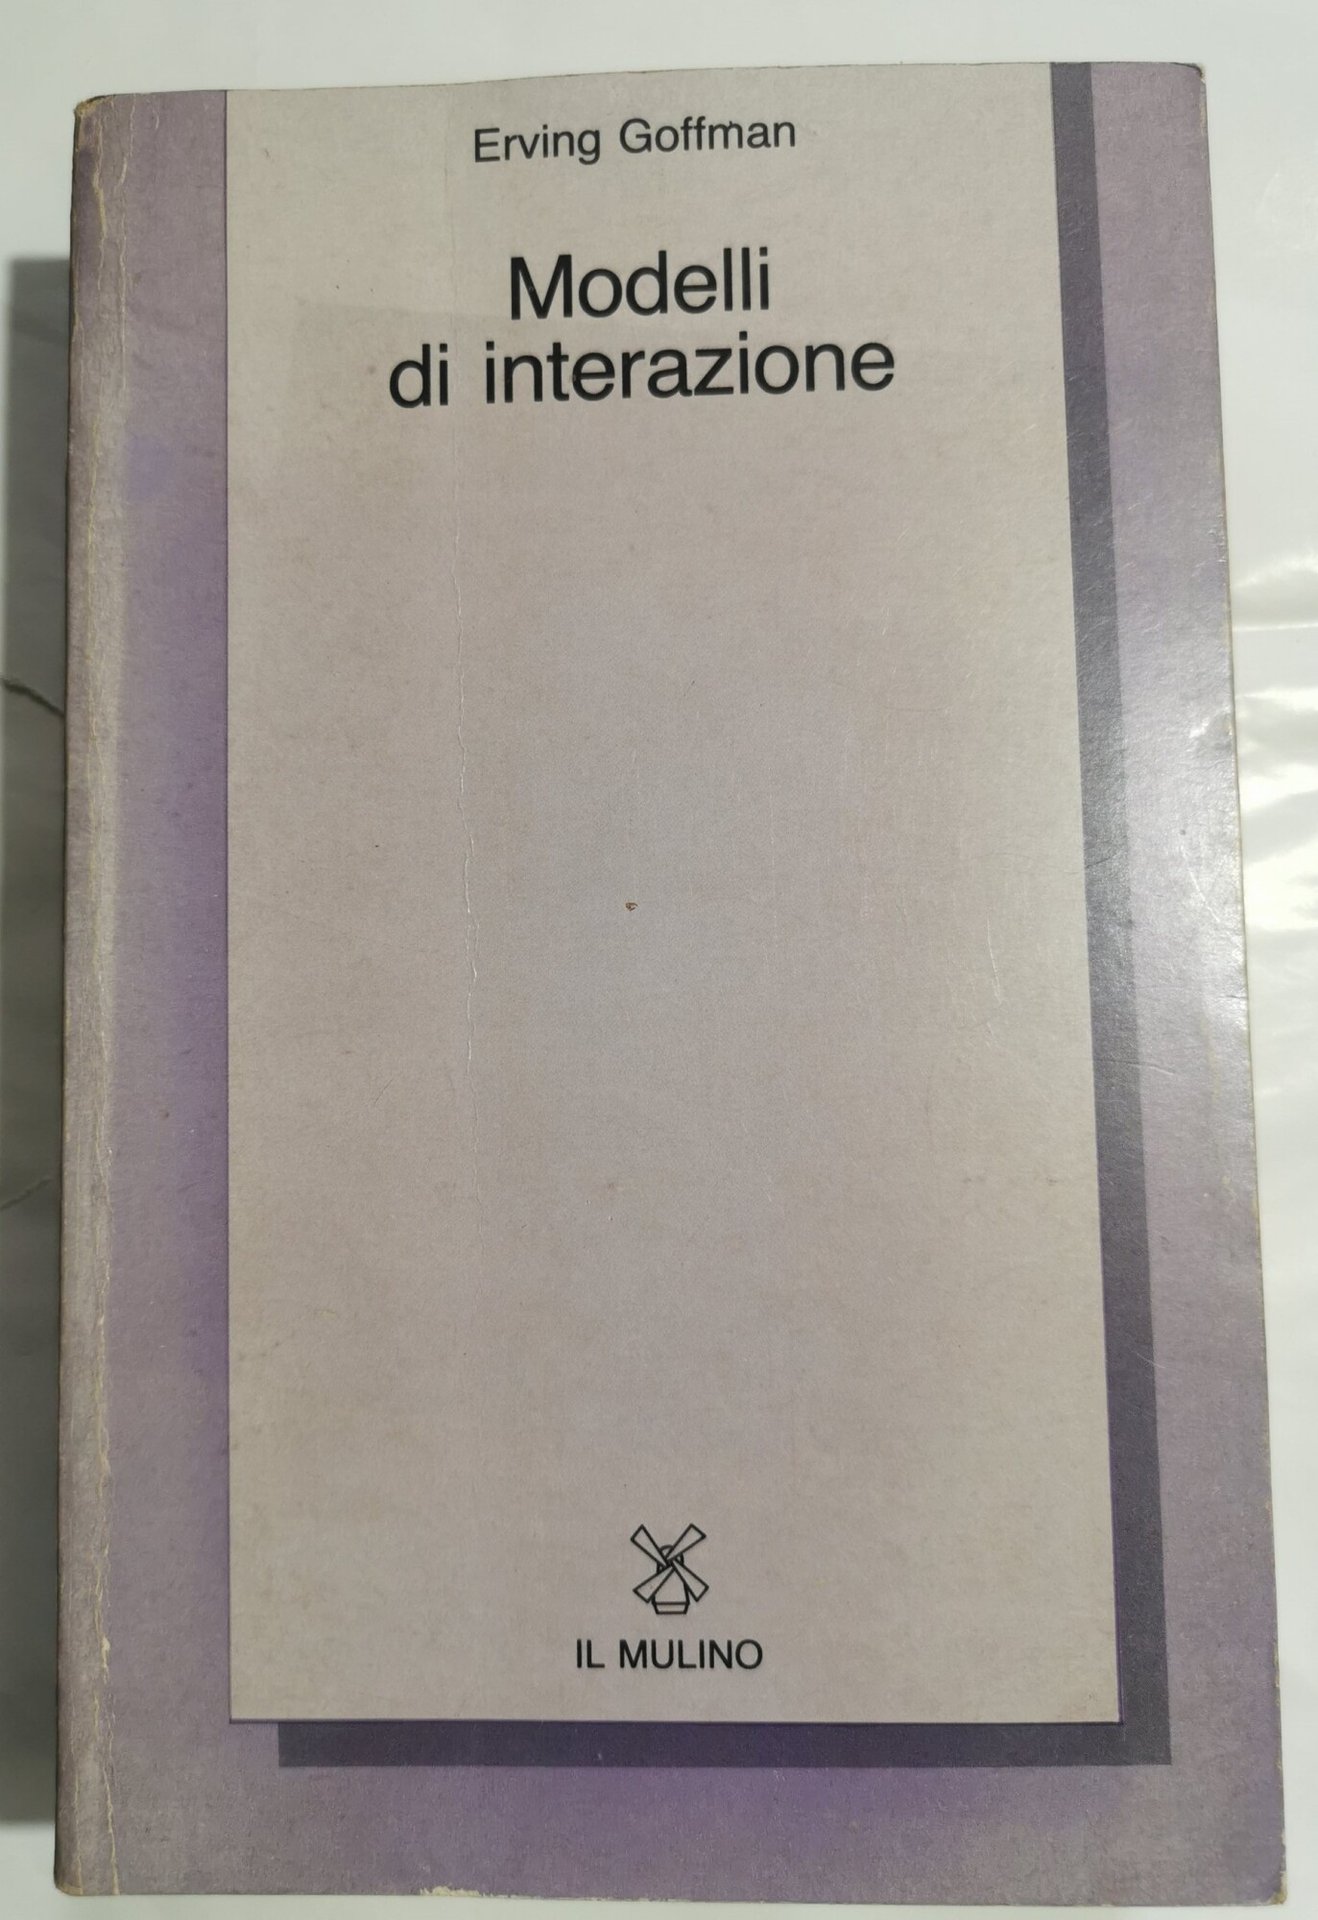 Erving Goffman
Modelli
di interazione
IL MULINO